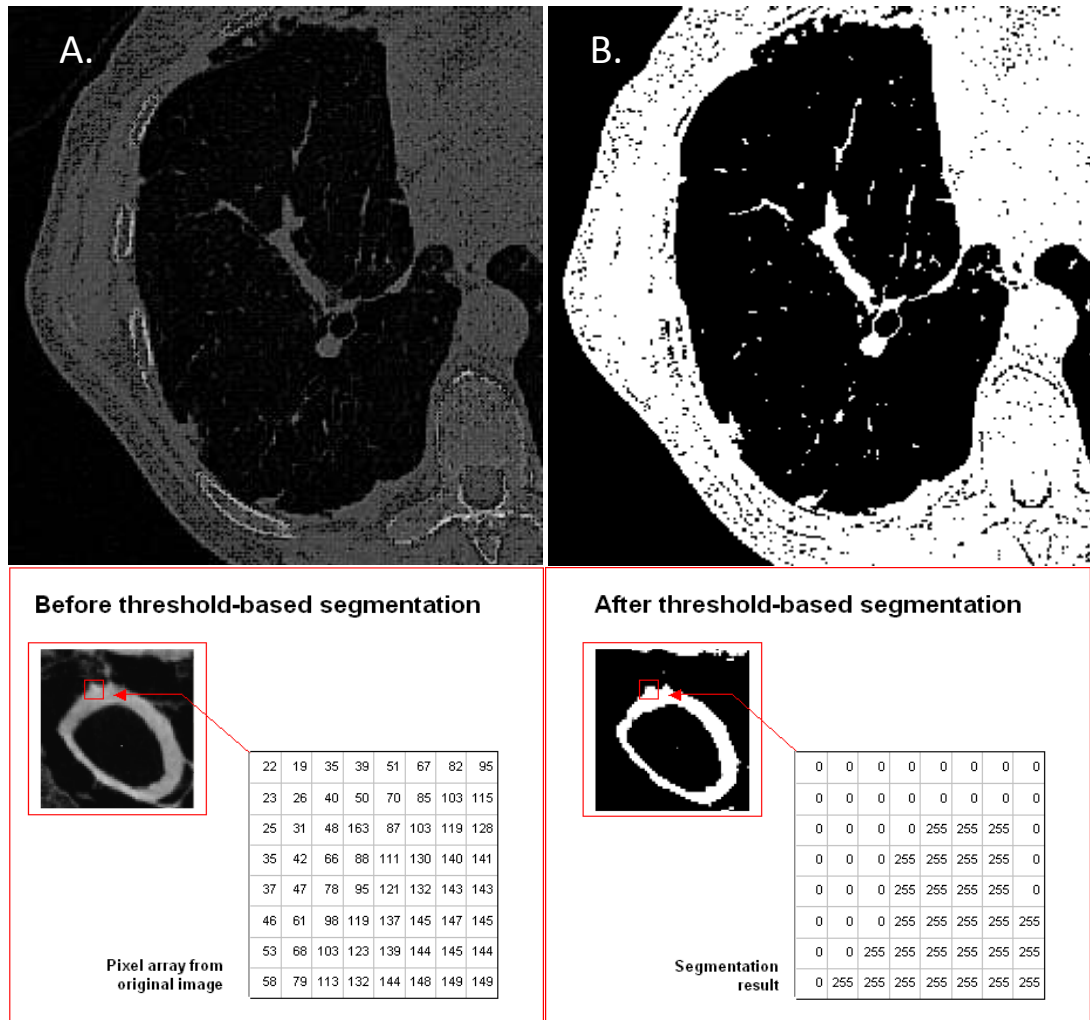 A.
B.
Before threshold-based segmentation
22 19 35 39 51 67 82 95
23 26 40 50 70 85 103 115
25 31 48 163 87 103 119 128
35 42 66 88 111 130 140 141
37 47 78 95 121 132 143 143
46 61 98 119 137 145 147 145
53 68 103 123 139 144 145 144
58 79 113 132 144 148 149 149
Pixel array from
original image
After threshold-based segmentation
0 0 0 0 0 0 0 0
0 0 0 0 0 0 0 0
0 0 0 0 255 255 255 0
0 0 0 255 255 255 255 0
0 0 0 255 255 255 255 0
0 0 0 255 255 255 255 255
0 0 255 255 255 255 255 255
0 255 255 255 255 255 255 255
Segmentation
result